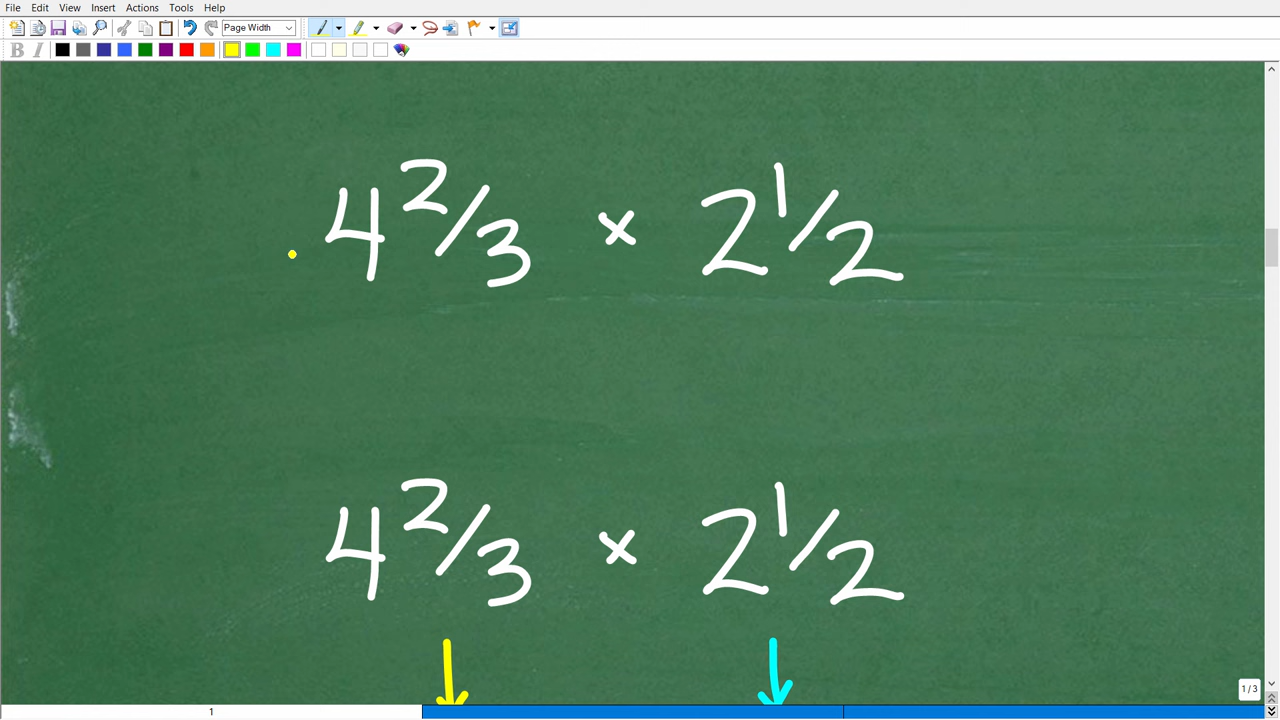 File Edit View Insert Actions Tools Help
Page Width
B I
4 2/3 × 2 1/2
4 2/3 × 2 1/2
1/3
1